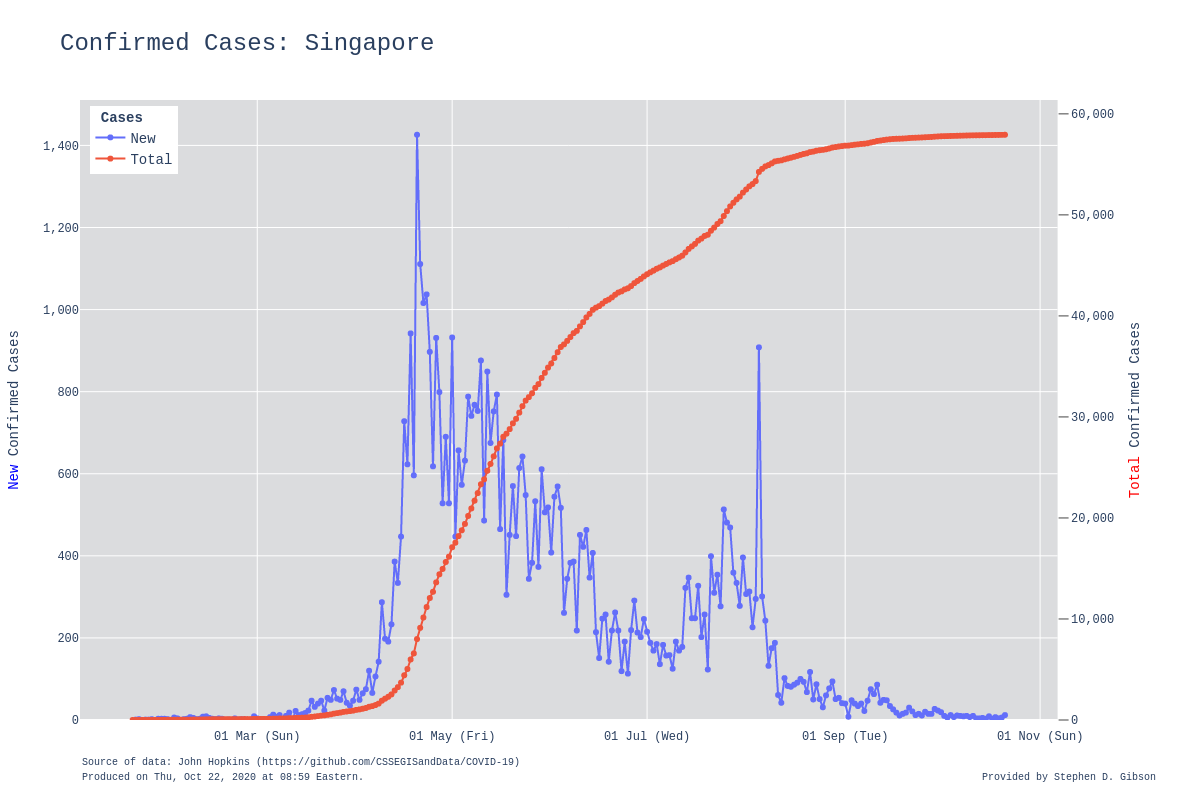 Confirmed Cases: Singapore
Cases
New
Total
1,400
1,200
1,000
800
600
400
200
0
New Confirmed Cases
60,000
50,000
40,000
30,000
20,000
10,000
0
Total Confirmed Cases
01 Mar (Sun)
01 May (Fri)
01 Jul (Wed)
01 Sep (Tue)
01 Nov (Sun)
Source of data: John Hopkins (https://github.com/CSSEGISandData/COVID-19)
Produced on Thu, Oct 22, 2020 at 08:59 Eastern.
Provided by Stephen D. Gibson